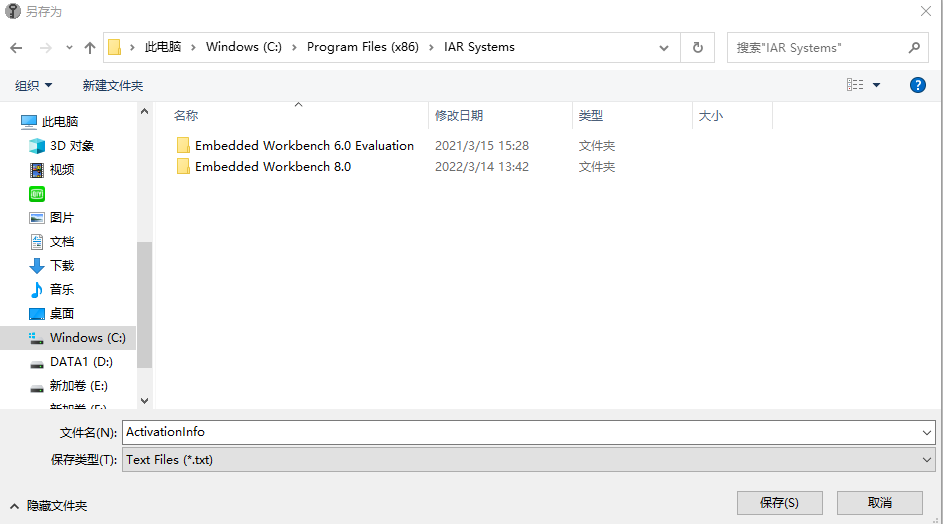 另存为
此电脑 › Windows (C:) › Program Files (x86) › IAR Systems
搜索"IAR Systems"
组织
新建文件夹
名称
修改日期
类型
大小
Embedded Workbench 6.0 Evaluation 2021/3/15 15:28 文件夹
Embedded Workbench 8.0 2022/3/14 13:42 文件夹
此电脑
3D 对象
视频
图片
文档
下载
音乐
桌面
Windows (C:)
DATA1 (D:)
新加卷 (E:)
文件名(N): ActivationInfo
保存类型(T): Text Files (*.txt)
隐藏文件夹
保存(S)
取消